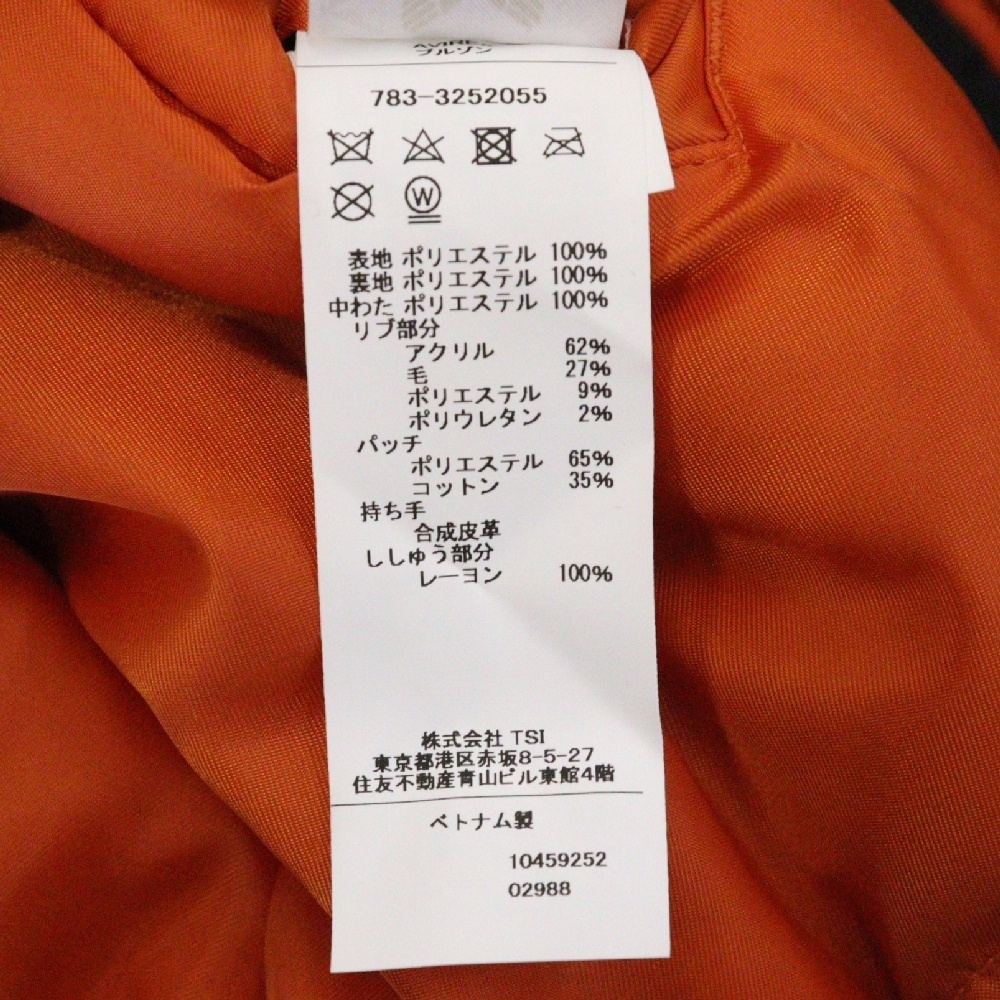 ブルゾン
783-3252055
W
表地 ポリエステル 100%
裏地 ポリエステル 100%
中わた ポリエステル 100%
リブ部分
アクリル 62%
毛 27%
ポリエステル 9%
ポリウレタン 2%
パッチ
ポリエステル 65%
コットン 35%
持ち手
合成皮革
ししゅう部分
レーヨン 100%
株式会社 TSI
東京都港区赤坂8-5-27
住友不動産青山ビル東館4階
ベトナム製
10459252
02988